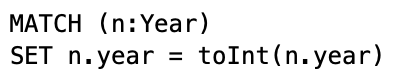 MATCH (n:Year)
SET n.year = toInt(n.year)